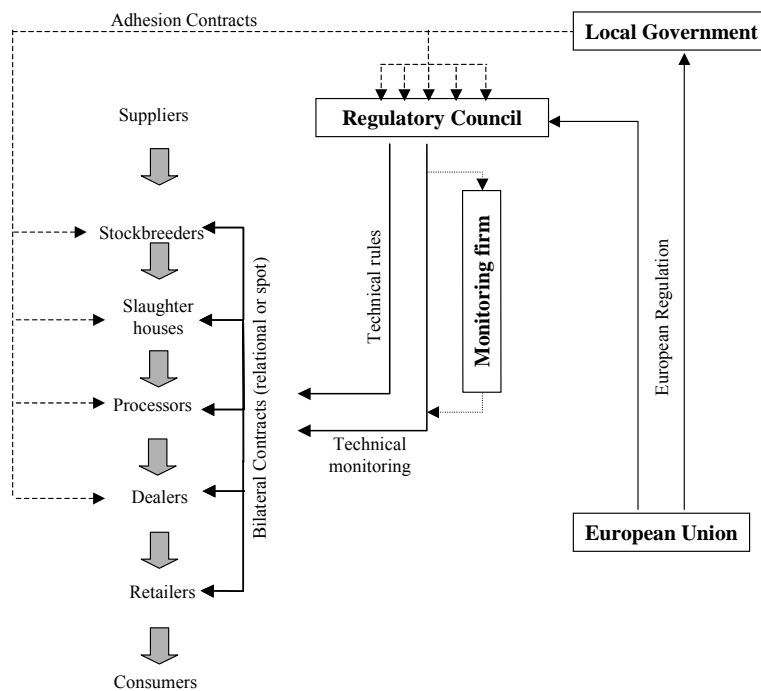 Adhesion Contracts
Local Government
Regulatory Council
Suppliers
Stockbreeders
Slaughter
houses
Processors
Dealers
Retailers
Consumers
Bilateral Contracts (relational or spot)
Technical rules
Technical
monitoring
Monitoring firm
European Regulation
European Union